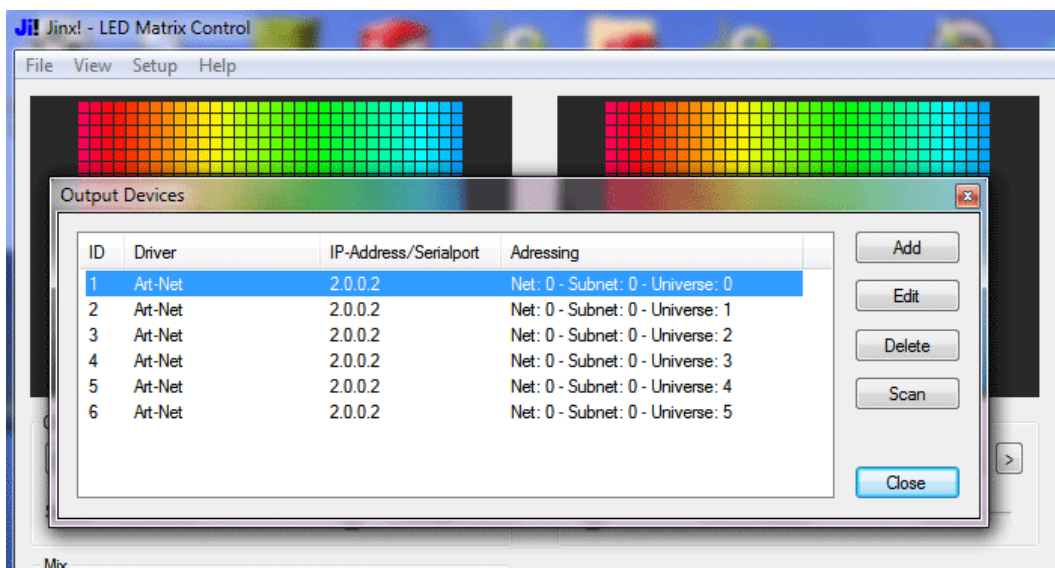 Ji! Jinx! - LED Matrix Control
File View Setup Help
Output Devices
ID Driver IP-Address/Serialport Adressing
1 Art-Net 2.0.0.2 Net: 0 - Subnet: 0 - Universe: 0
2 Art-Net 2.0.0.2 Net: 0 - Subnet: 0 - Universe: 1
3 Art-Net 2.0.0.2 Net: 0 - Subnet: 0 - Universe: 2
4 Art-Net 2.0.0.2 Net: 0 - Subnet: 0 - Universe: 3
5 Art-Net 2.0.0.2 Net: 0 - Subnet: 0 - Universe: 4
6 Art-Net 2.0.0.2 Net: 0 - Subnet: 0 - Universe: 5
Add
Edit
Delete
Scan
Close
>
Mix